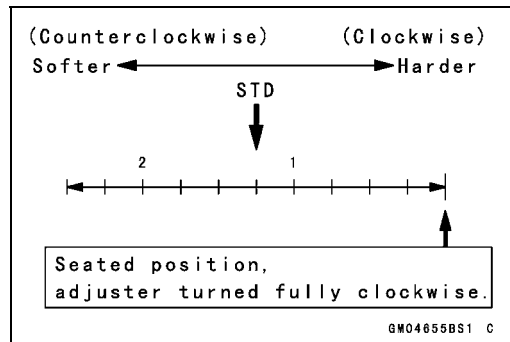 (Counterclockwise) (Clockwise)
Softer Harder
STD
2 1
Seated position,
adjuster turned fully clockwise.
GM04655BS1 C